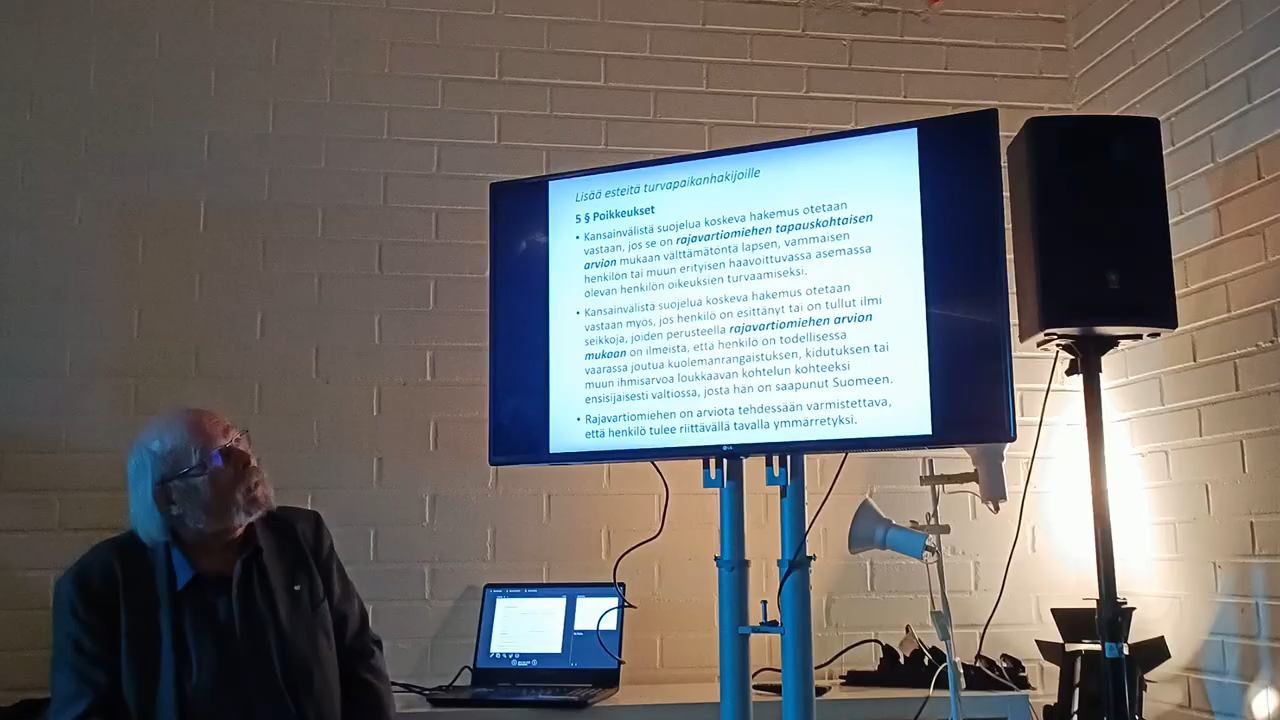 Lisää esteitä turvapaikanhakijoille
5 § Poikkeukset
• Kansainvälistä suojelua koskeva hakemus otetaan
vastaan, jos se on rajavartiomiehen tapauskohtaisen
arvion mukaan välttämätöntä lapsen, vammaisen
henkilön tai muun erityisen haavoittuvassa asemassa
olevan henkilön oikeuksien turvaamiseksi.
• Kansainvälistä suojelua koskeva hakemus otetaan
vastaan myös, jos henkilö on esittänyt tai on tullut ilmi
seikkoja, joiden perusteella rajavartiomiehen arvion
mukaan on ilmeistä, että henkilö on todellisessa
vaarassa joutua kuolemanrangaistuksen, kidutuksen tai
muun ihmisarvoa loukkaavan kohtelun kohteeksi
ensisijaisesti valtiossa, josta hän on saapunut Suomeen.
• Rajavartiomiehen on arviota tehdessään varmistettava,
että henkilö tulee riittävällä tavalla ymmärretyksi.
LG